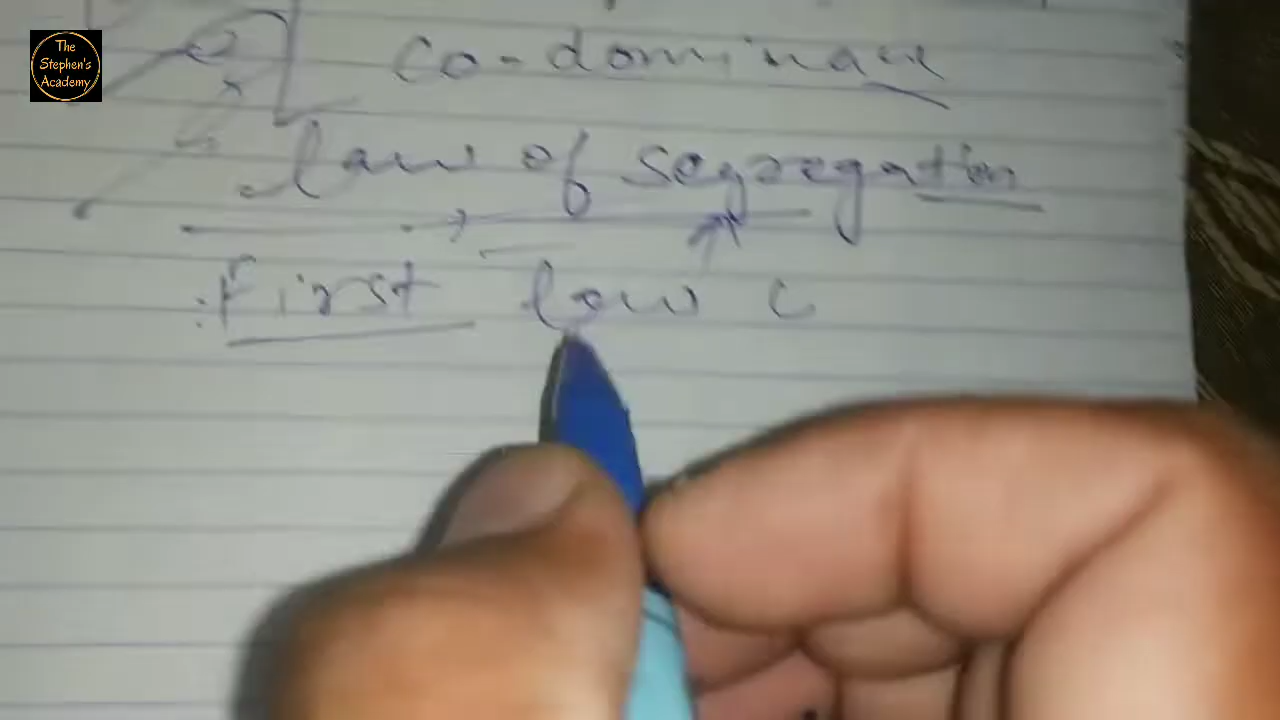 The
Stephen's
Academy
Co-dominance
law of segregation
First law c